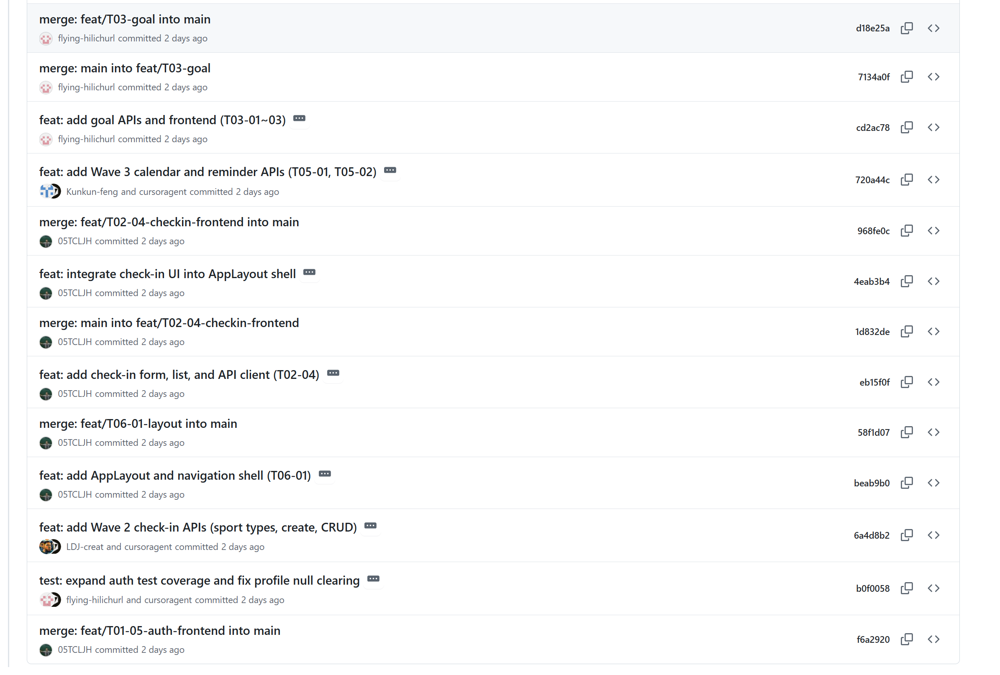 merge: feat/T03-goal into main
flying-hilichurl committed 2 days ago
d18e25a
merge: main into feat/T03-goal
flying-hilichurl committed 2 days ago
7134a0f
feat: add goal APIs and frontend (T03-01~03)
flying-hilichurl committed 2 days ago
cd2ac78
feat: add Wave 3 calendar and reminder APIs (T05-01, T05-02)
Kunkun-feng and cursoragent committed 2 days ago
720a44c
merge: feat/T02-04-checkin-frontend into main
05TCLJH committed 2 days ago
968fe0c
feat: integrate check-in UI into AppLayout shell
05TCLJH committed 2 days ago
4eab3b4
merge: main into feat/T02-04-checkin-frontend
05TCLJH committed 2 days ago
1d832de
feat: add check-in form, list, and API client (T02-04)
05TCLJH committed 2 days ago
eb15f0f
merge: feat/T06-01-layout into main
05TCLJH committed 2 days ago
58f1d07
feat: add AppLayout and navigation shell (T06-01)
05TCLJH committed 2 days ago
beab9b0
feat: add Wave 2 check-in APIs (sport types, create, CRUD)
LDJ-creat and cursoragent committed 2 days ago
6a4d8b2
test: expand auth test coverage and fix profile null clearing
flying-hilichurl and cursoragent committed 2 days ago
b0f0058
merge: feat/T01-05-auth-frontend into main
05TCLJH committed 2 days ago
f6a2920